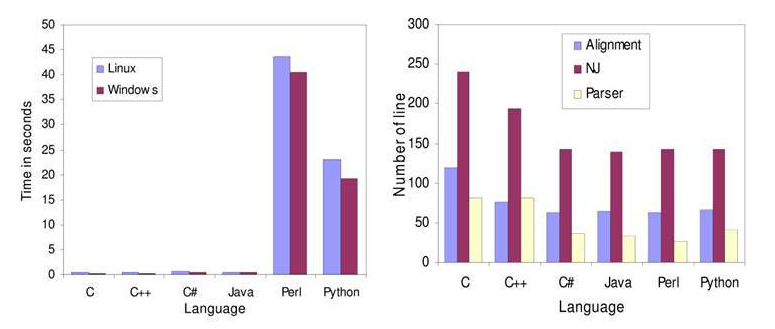 50
45
40
35
30
25
20
15
10
5
0
Time in seconds
Linux
Windows
C C++ C# Java Perl Python
Language
300
250
200
150
100
50
0
Number of line
Alignment
NJ
Parser
C C++ C# Java Perl Python
Language